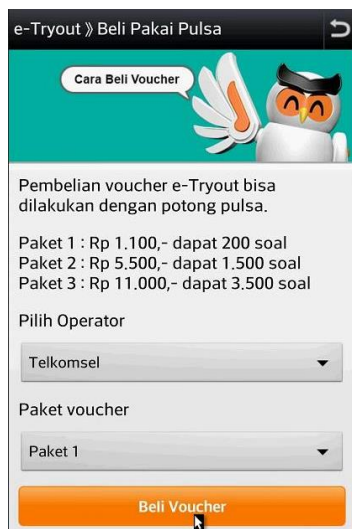 e-Tryout » Beli Pakai Pulsa
Cara Beli Voucher
Pembelian voucher e-Tryout bisa
dilakukan dengan potong pulsa.
Paket 1 : Rp 1.100,- dapat 200 soal
Paket 2 : Rp 5.500,- dapat 1.500 soal
Paket 3 : Rp 11.000,- dapat 3.500 soal
Pilih Operator
Telkomsel
Paket voucher
Paket 1
Beli Voucher